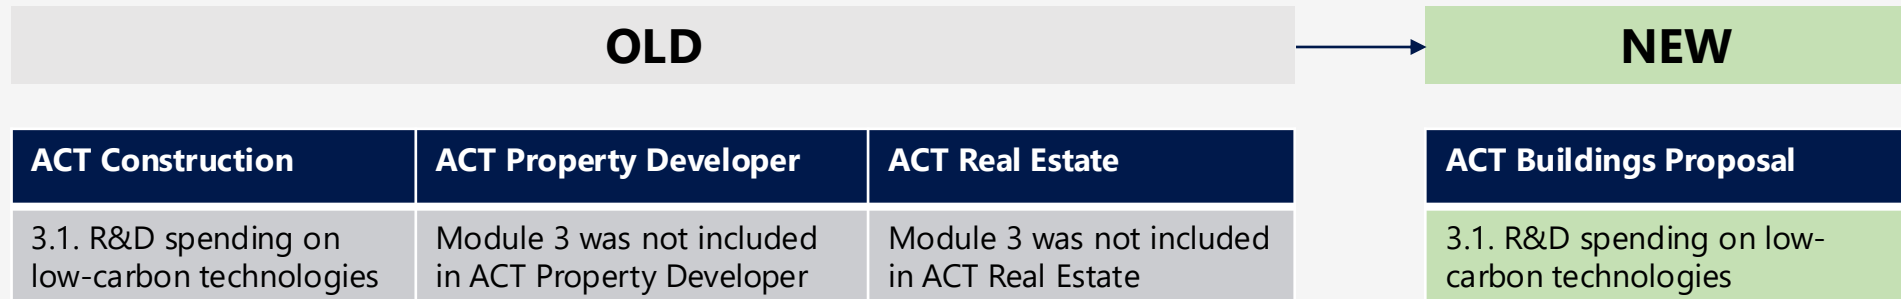 OLD
NEW
ACT Construction
ACT Property Developer
ACT Real Estate
ACT Buildings Proposal
3.1. R&D spending on
low-carbon technologies
Module 3 was not included
in ACT Property Developer
Module 3 was not included
in ACT Real Estate
3.1. R&D spending on low-
carbon technologies